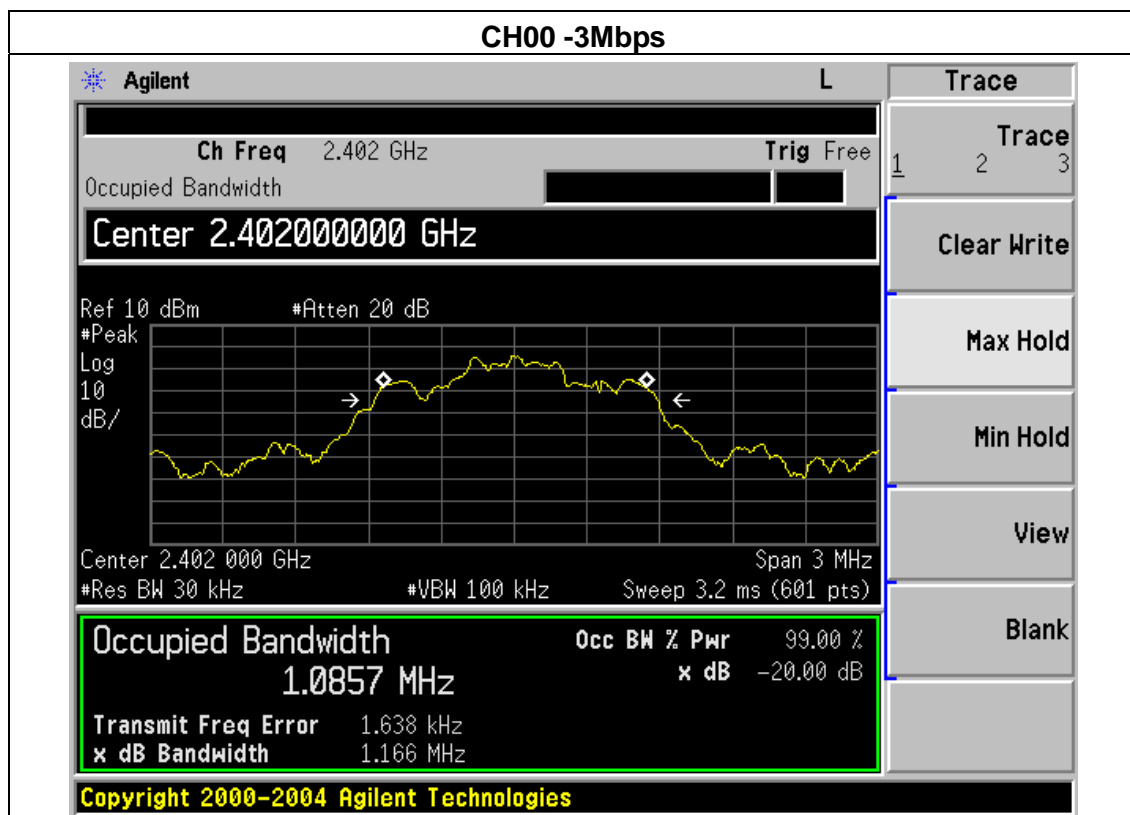 CH00 -3Mbps
Agilent L Trace
Ch Freq 2.402 GHz Trig Free
Trace
1 2 3
Occupied Bandwidth
Center 2.402000000 GHz
Clear Write
Ref 10 dBm #Atten 20 dB
#Peak
Log
10
dB/
Max Hold
Min Hold
View
Center 2.402 000 GHz Span 3 MHz
#Res BW 30 kHz #VBW 100 kHz Sweep 3.2 ms (601 pts)
Occupied Bandwidth Occ BW % Pwr 99.00 %
1.0857 MHz x dB -20.00 dB
Blank
Transmit Freq Error 1.638 kHz
x dB Bandwidth 1.166 MHz
Copyright 2000-2004 Agilent Technologies